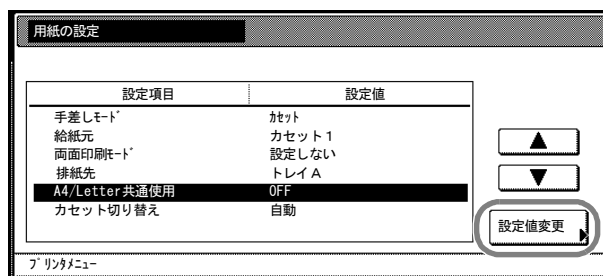 用紙の設定
設定項目 設定値
手差しﾓｰﾄﾞ ｶｾｯﾄ
給紙元 カセット1
両面印刷ﾓｰﾄﾞ 設定しない
排紙先 トレイA
A4/Letter共通使用 OFF
カセット切り替え 自動
設定値変更
ﾌﾟﾘﾝﾀﾒﾆｭｰ